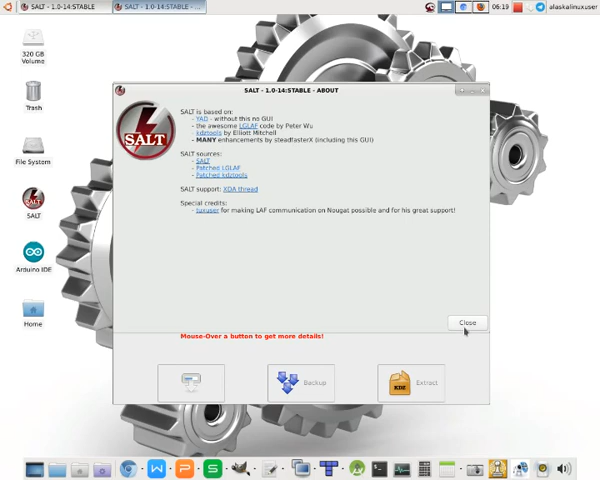 SALT - 1.0-14:STABLE
SALT - 1.0-14:STABLE - ...
06:19
alaskalinuxuser
320 GB
Volume
Trash
File System
SALT
Arduino IDE
Home
SALT - 1.0-14:STABLE - ABOUT
SALT
SALT is based on:
- YAD - without this no GUI
- the awesome LGLAF code by Peter Wu
- kdztools by Elliott Mitchell
- MANY enhancements by steadfasterX (including this GUI)
SALT sources:
- SALT
- Patched LGLAF
- Patched kdztools
SALT support: XDA thread
Special credits:
- tuxuser for making LAF communication on Nougat possible and for his great support!
Close
Mouse-Over a button to get more details!
Backup
KDZ
Extract
W
P
S
T